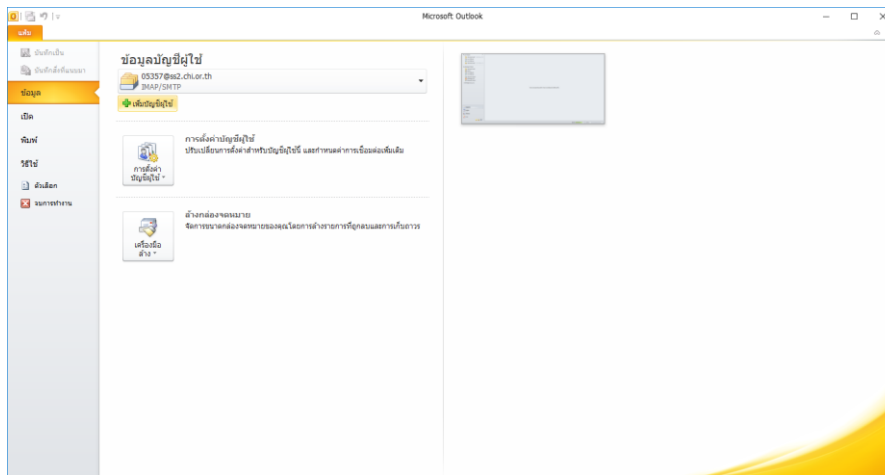 Microsoft Outlook
แฟ้ม
บันทึกเป็น
บันทึกสิ่งที่แนบมา
ข้อมูล
เปิด
พิมพ์
วิธีใช้
ตัวเลือก
จบการทำงาน
ข้อมูลบัญชีผู้ใช้
05357@ss2.chi.or.th
IMAP/SMTP
เพิ่มบัญชีผู้ใช้
การตั้งค่าบัญชีผู้ใช้
ปรับเปลี่ยนการตั้งค่าสำหรับบัญชีผู้ใช้นี้ และกำหนดค่าการเชื่อมต่อเพิ่มเติม
การตั้งค่า
บัญชีผู้ใช้
ล้างกล่องจดหมาย
จัดการขนาดกล่องจดหมายของคุณโดยการล้างรายการที่ถูกลบและการเก็บถาวร
เครื่องมือ
ล้าง